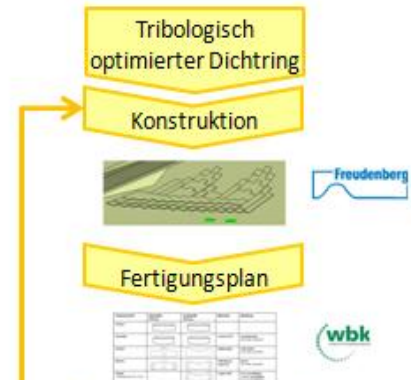 Tribologisch
optimierter Dichtring
Konstruktion
Freudenberg
Fertigungsplan
wbk